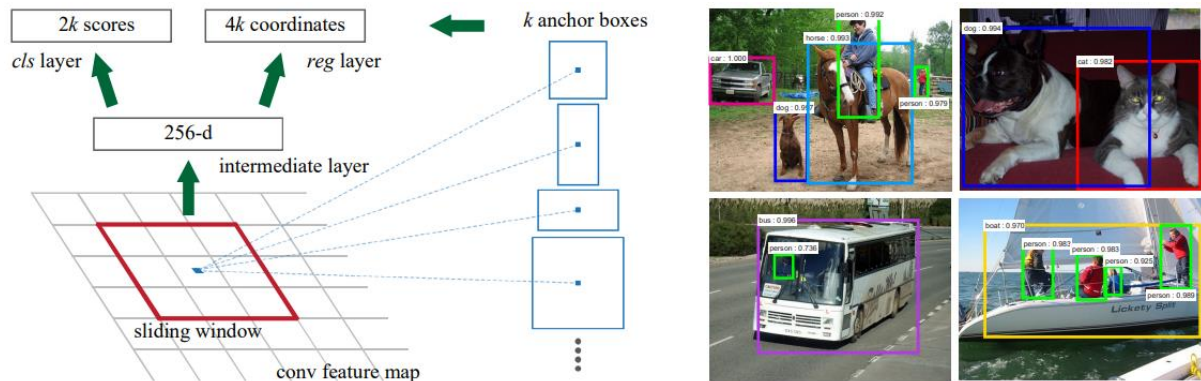 2k scores
4k coordinates
k anchor boxes
cls layer
reg layer
256-d
intermediate layer
sliding window
conv feature map
person : 0.992
horse : 0.993
car : 1.000
person : 0.979
dog : 0.997
dog : 0.994
cat : 0.982
bus : 0.996
person : 0.736
boat : 0.970
person : 0.983
person : 0.983
person : 0.925
person : 0.989
Lickety Split